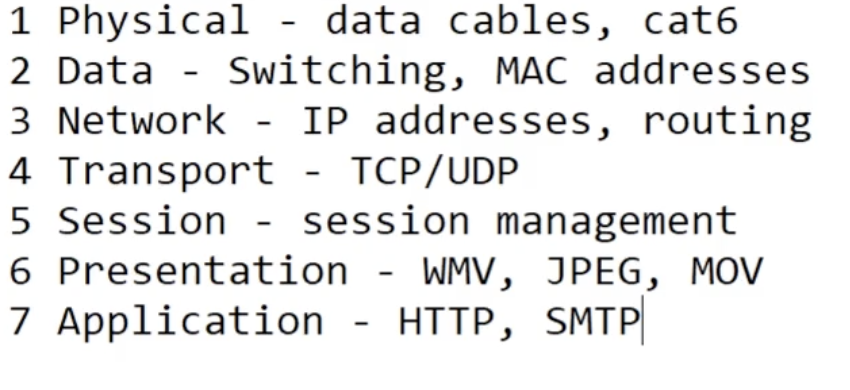 1 Physical - data cables, cat6
2 Data - Switching, MAC addresses
3 Network - IP addresses, routing
4 Transport - TCP/UDP
5 Session - session management
6 Presentation - WMV, JPEG, MOV
7 Application - HTTP, SMTP